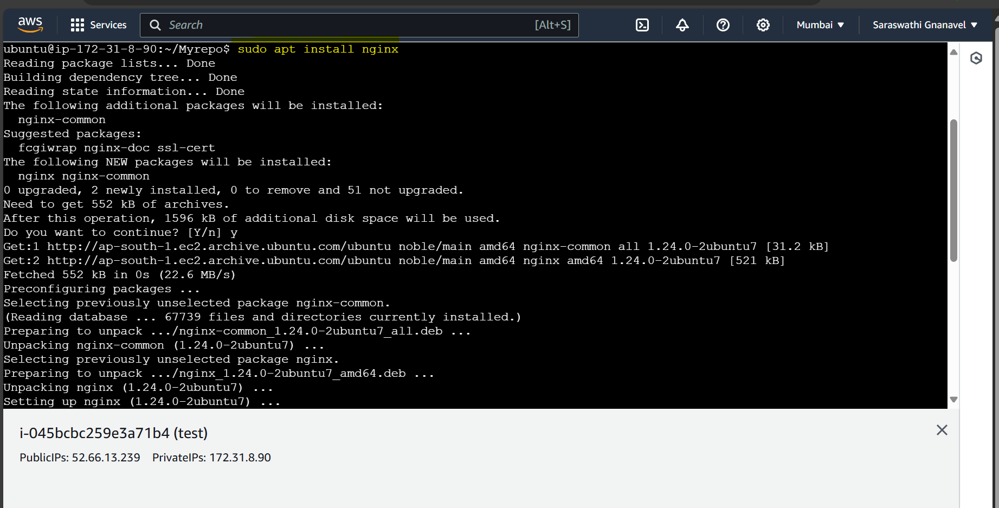 aws Services Search [Alt+S] Mumbai Saraswathi Gnanavel
ubuntu@ip-172-31-8-90:~/Myrepo$ sudo apt install nginx
Reading package lists... Done
Building dependency tree... Done
Reading state information... Done
The following additional packages will be installed:
  nginx-common
Suggested packages:
  fcgiwrap nginx-doc ssl-cert
The following NEW packages will be installed:
  nginx nginx-common
0 upgraded, 2 newly installed, 0 to remove and 51 not upgraded.
Need to get 552 kB of archives.
After this operation, 1596 kB of additional disk space will be used.
Do you want to continue? [Y/n] y
Get:1 http://ap-south-1.ec2.archive.ubuntu.com/ubuntu noble/main amd64 nginx-common all 1.24.0-2ubuntu7 [31.2 kB]
Get:2 http://ap-south-1.ec2.archive.ubuntu.com/ubuntu noble/main amd64 nginx amd64 1.24.0-2ubuntu7 [521 kB]
Fetched 552 kB in 0s (22.6 MB/s)
Preconfiguring packages ...
Selecting previously unselected package nginx-common.
(Reading database ... 67739 files and directories currently installed.)
Preparing to unpack .../nginx-common_1.24.0-2ubuntu7_all.deb ...
Unpacking nginx-common (1.24.0-2ubuntu7) ...
Selecting previously unselected package nginx.
Preparing to unpack .../nginx_1.24.0-2ubuntu7_amd64.deb ...
Unpacking nginx (1.24.0-2ubuntu7) ...
Setting up nginx (1.24.0-2ubuntu7) ...
i-045bcbc259e3a71b4 (test)
PublicIPs: 52.66.13.239 PrivateIPs: 172.31.8.90